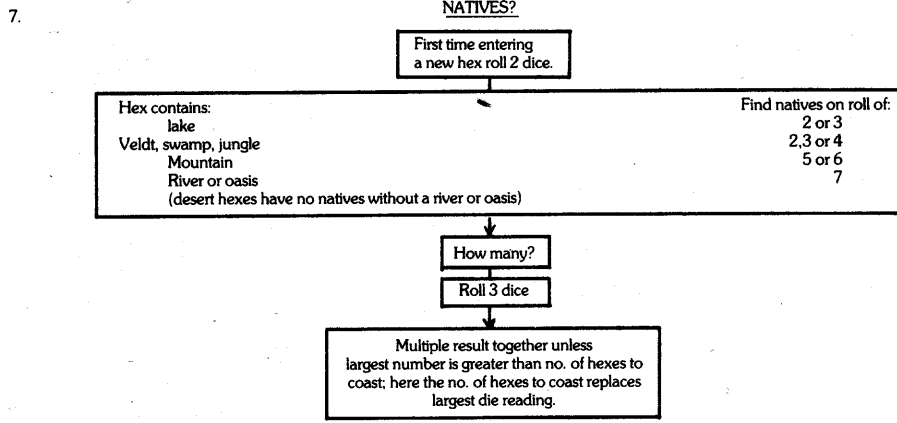 7.
NATIVES?
First time entering
a new hex roll 2 dice.
Hex contains: Find natives on roll of:
lake 2 or 3
Veldt, swamp, jungle 2,3 or 4
Mountain 5 or 6
River or oasis 7
(desert hexes have no natives without a river or oasis)
How many?
Roll 3 dice
Multiple result together unless
largest number is greater than no. of hexes to
coast; here the no. of hexes to coast replaces
largest die reading.